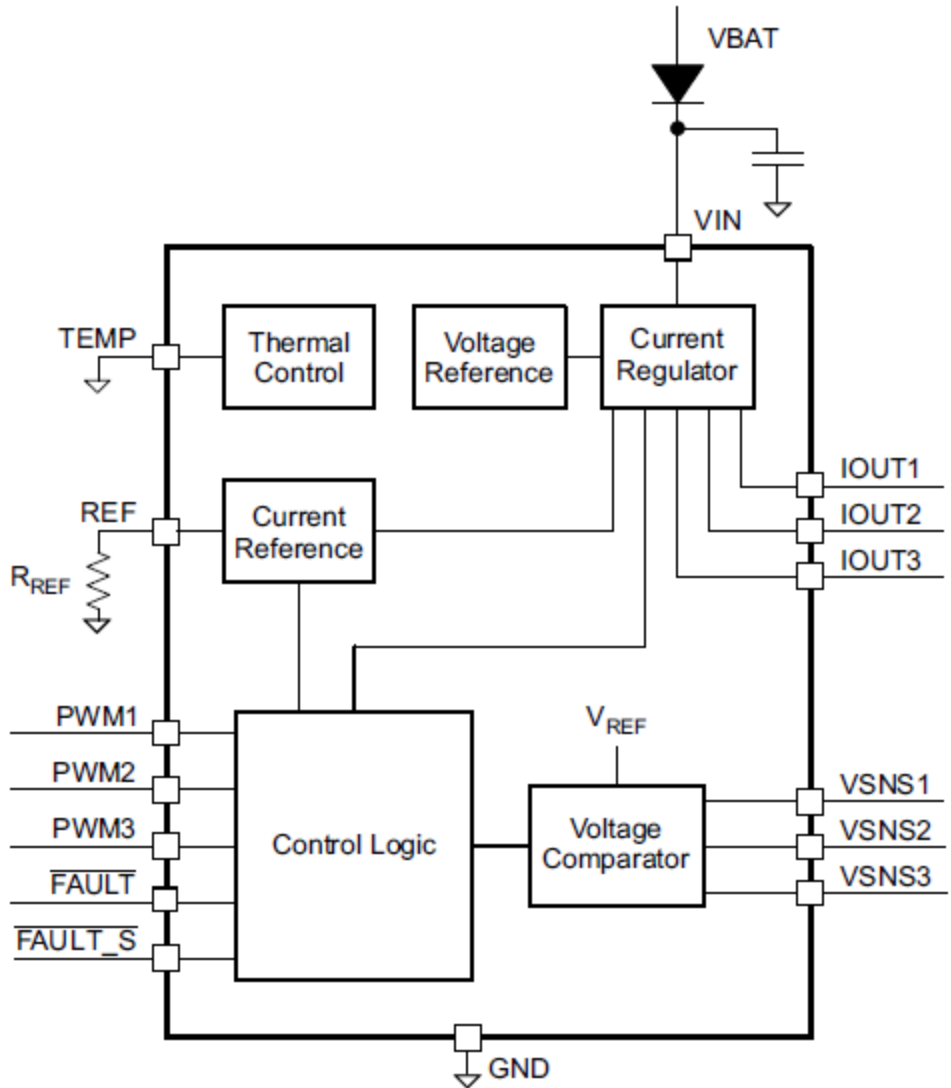 VBAT
VIN
TEMP
Thermal
Control
Voltage
Reference
Current
Regulator
IOUT1
REF
Current
Reference
IOUT2
IOUT3
RREF
PWM1
VREF
PWM2
VSNS1
PWM3
Control Logic
Voltage
Comparator
VSNS2
FAULT
VSNS3
FAULT_S
GND